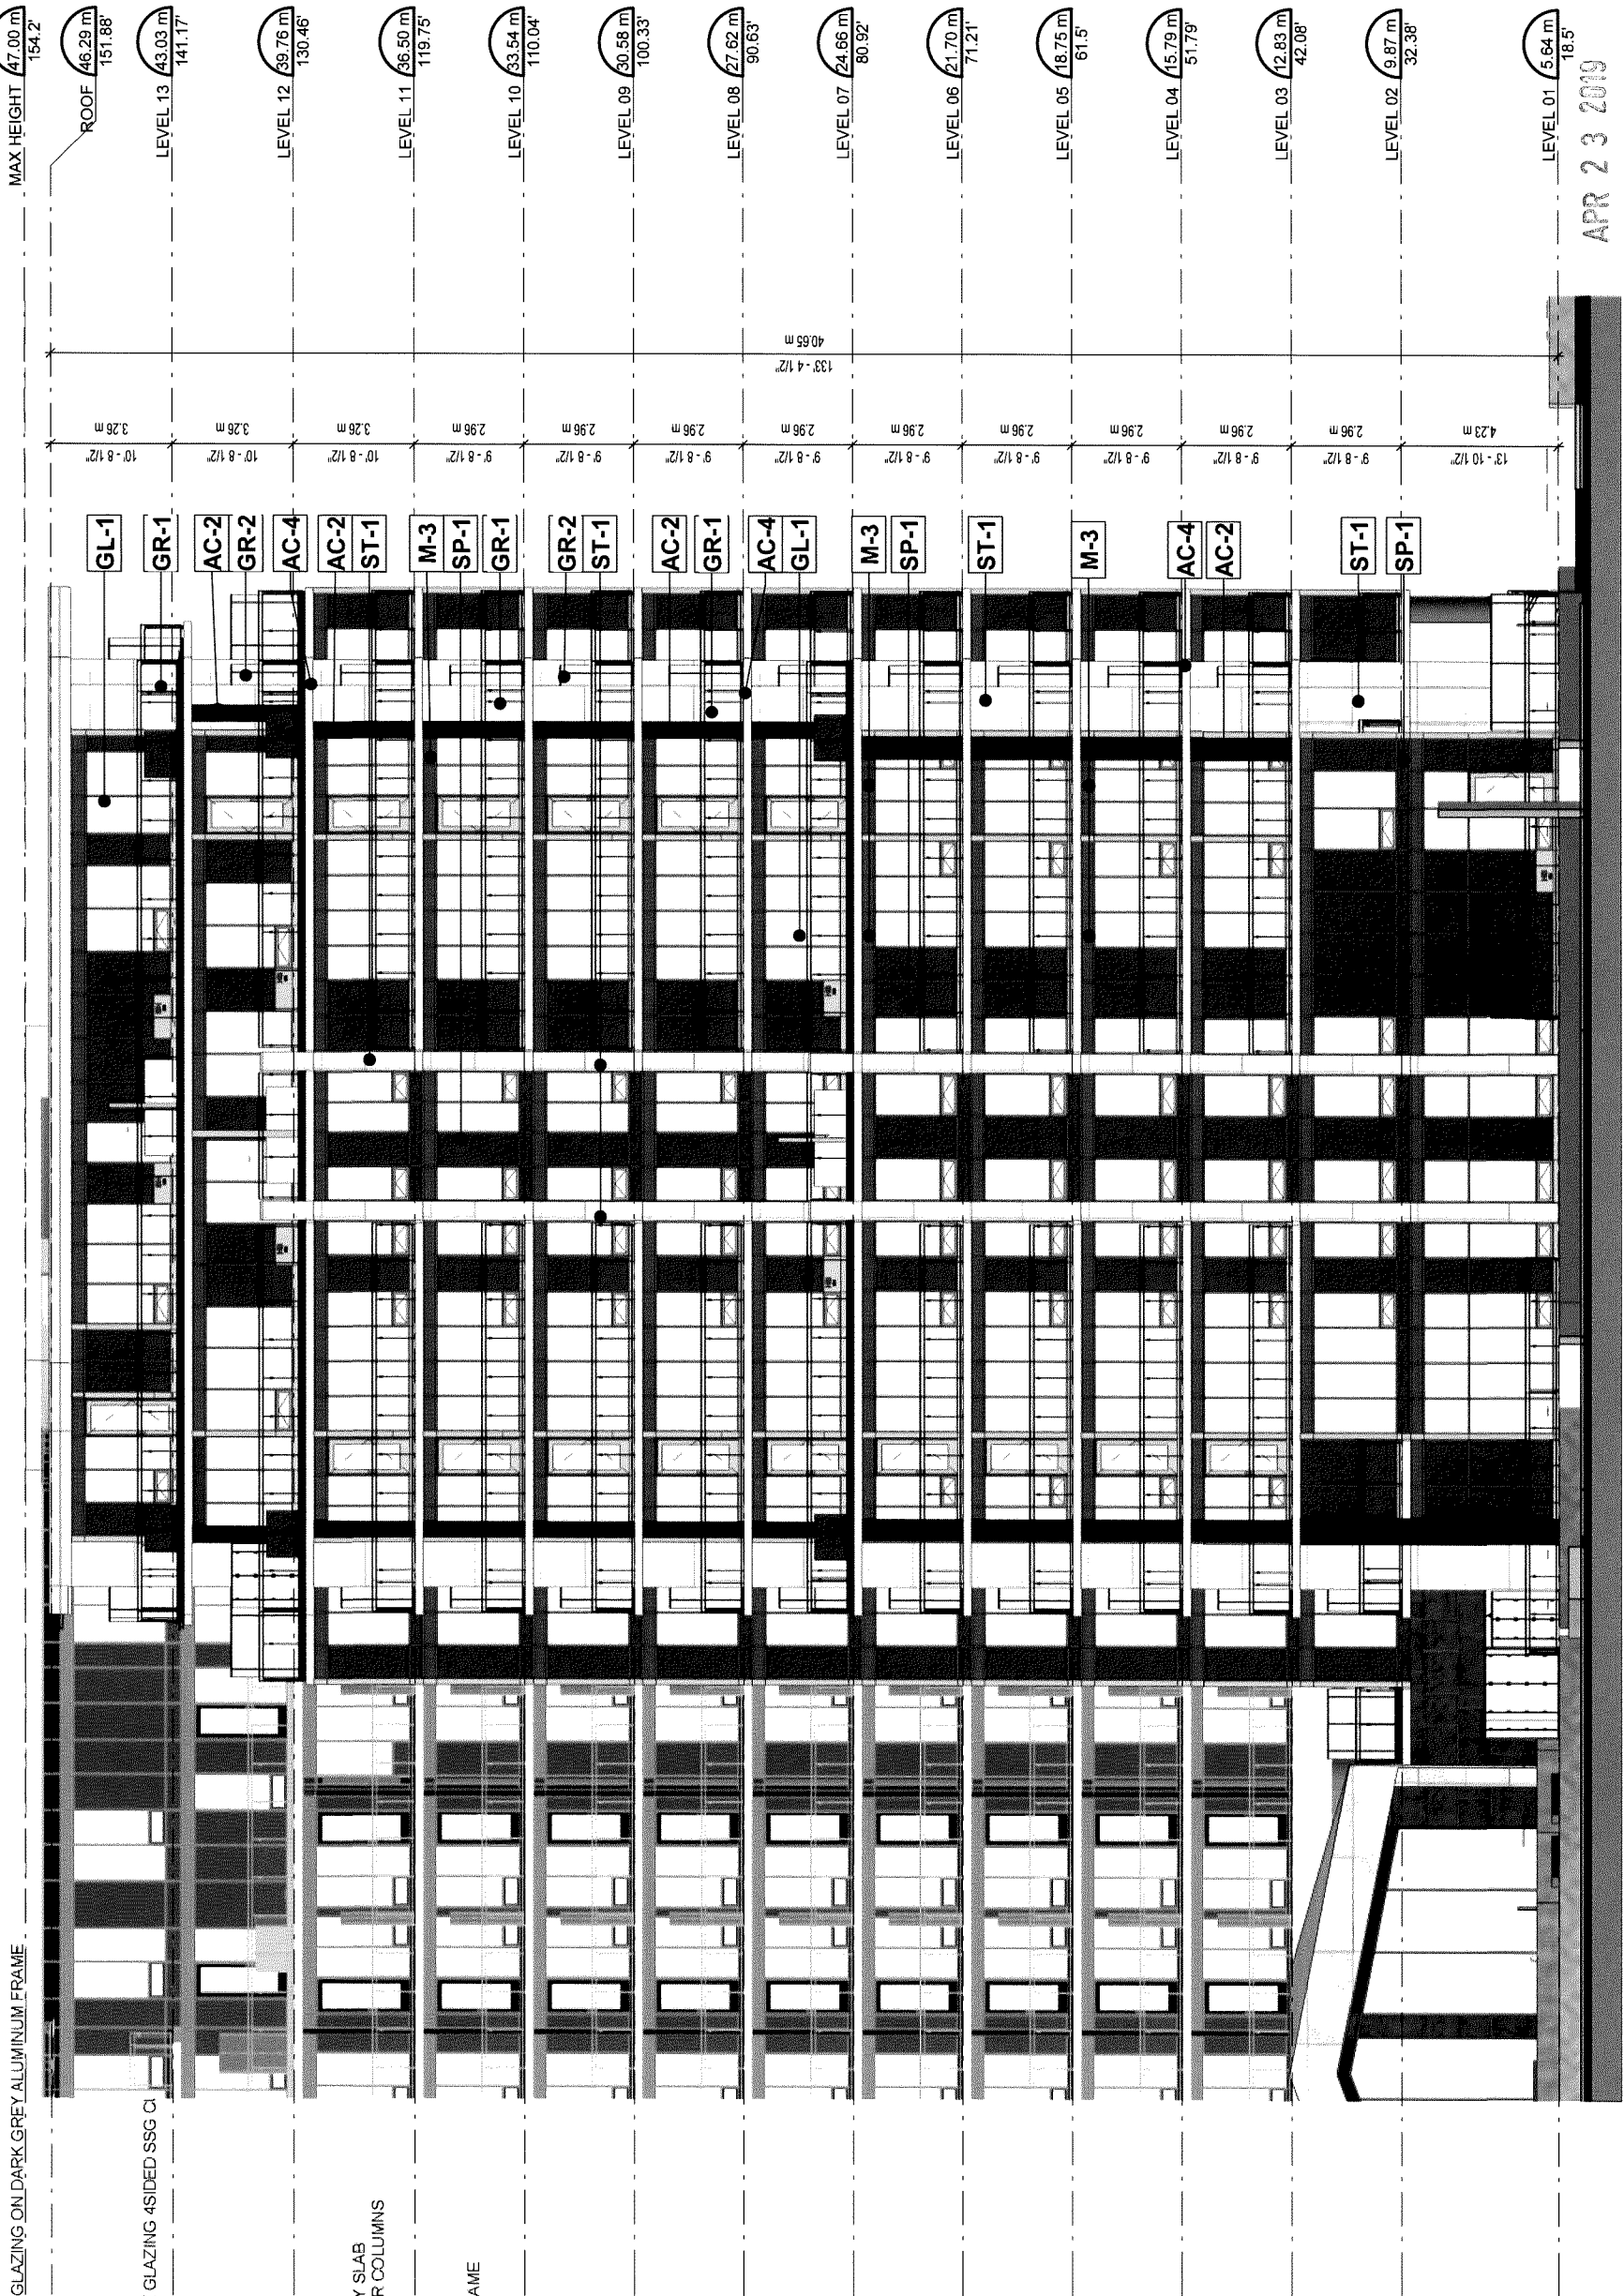 GLAZING ON DARK GREY ALUMINUM FRAME
GLAZING 4SIDED SSG
Y SLAB
R COLUMNS
AME
MAX HEIGHT
47.00 m
154.2'
ROOF
46.29 m
151.88'
LEVEL 13
43.03 m
141.17'
LEVEL 12
39.76 m
130.46'
LEVEL 11
36.50 m
119.75'
LEVEL 10
33.54 m
110.04'
LEVEL 09
30.58 m
100.33'
LEVEL 08
27.62 m
90.63'
LEVEL 07
24.66 m
80.92'
LEVEL 06
21.70 m
71.21'
LEVEL 05
18.75 m
61.5'
LEVEL 04
15.79 m
51.79'
LEVEL 03
12.83 m
42.08'
LEVEL 02
9.87 m
32.38'
LEVEL 01
5.64 m
18.5'
40.65 m
133' - 4 1/2"
3.26 m
10' - 8 1/2"
3.26 m
10' - 8 1/2"
3.26 m
10' - 8 1/2"
2.96 m
9' - 8 1/2"
2.96 m
9' - 8 1/2"
2.96 m
9' - 8 1/2"
2.96 m
9' - 8 1/2"
2.96 m
9' - 8 1/2"
2.96 m
9' - 8 1/2"
2.96 m
9' - 8 1/2"
2.96 m
9' - 8 1/2"
2.96 m
9' - 8 1/2"
4.23 m
13' - 10 1/2"
GL-1
GR-1
AC-2
GR-2
AC-4
AC-2
ST-1
M-3
SP-1
GR-1
GR-2
ST-1
AC-2
GR-1
AC-4
GL-1
M-3
SP-1
ST-1
M-3
AC-4
AC-2
ST-1
SP-1
APR 23 2019